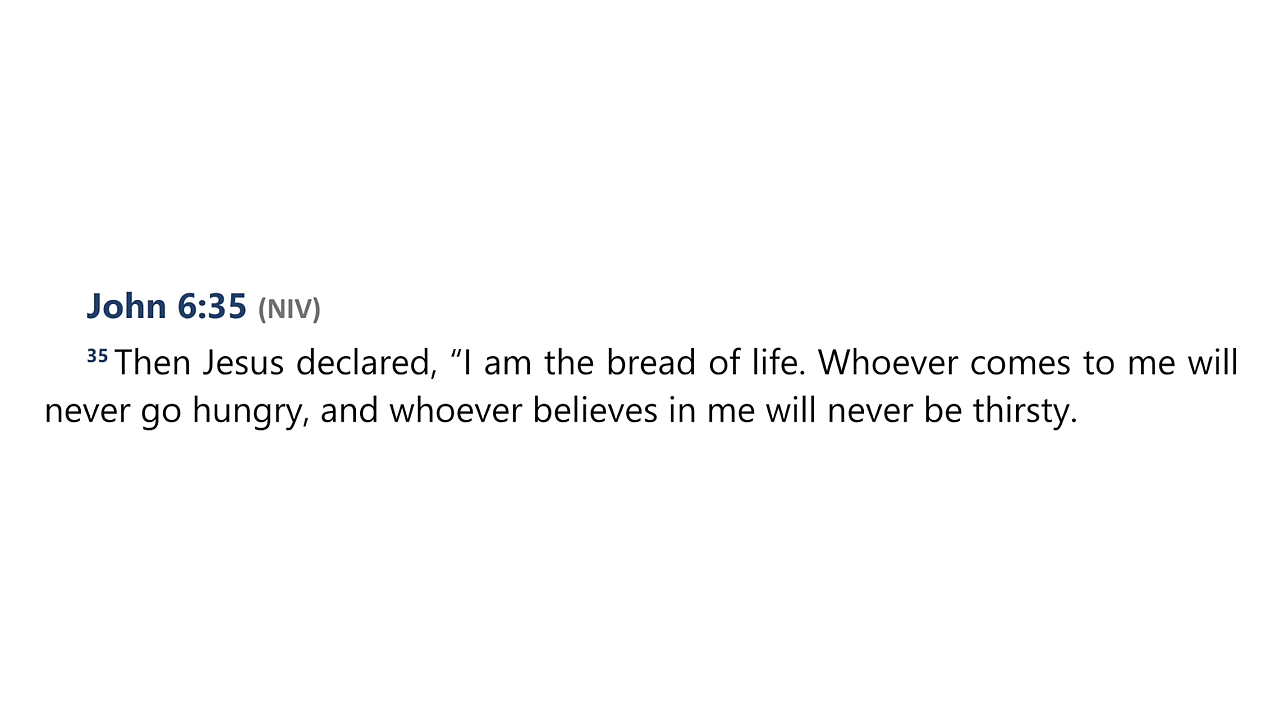 John 6:35 (NIV)
35 Then Jesus declared, “I am the bread of life. Whoever comes to me will
never go hungry, and whoever believes in me will never be thirsty.